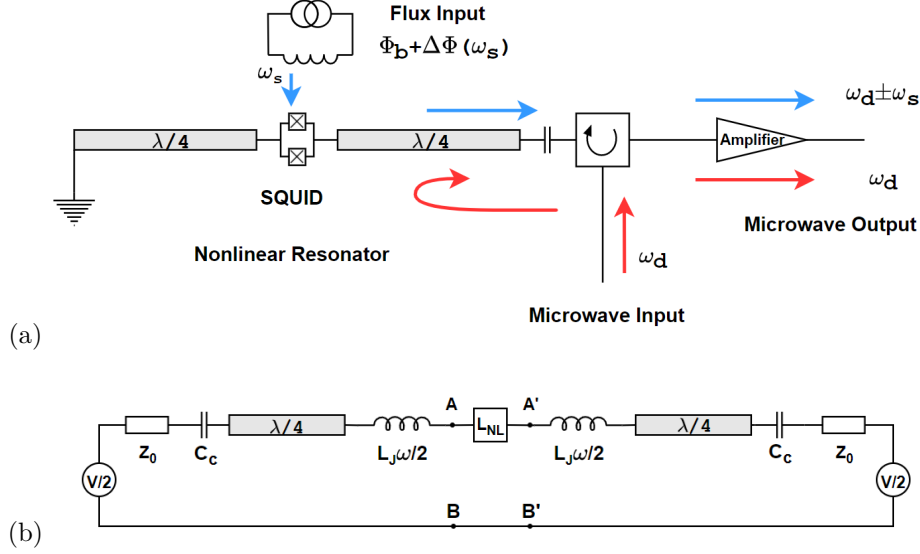 Flux Input
Φb+ΔΦ(ωs)
ωs
ωd±ωs
λ/4
λ/4
Amplifier
SQUID
ωd
Nonlinear Resonator
ωd
Microwave Output
Microwave Input
(a)
A
A'
λ/4
LNL
λ/4
Z0
CC
LJω/2
LJω/2
CC
Z0
V/2
V/2
B
B'
(b)